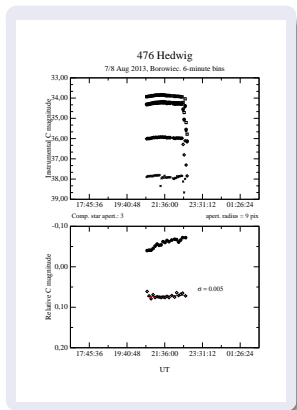 476 Hedwig
7/8 Aug 2013, Borowiec. 6-minute bins
33,00
34,00
35,00
36,00
37,00
38,00
39,00
Instrumental C magnitude
17:45:36 19:40:48 21:36:00 23:31:12 01:26:24
Comp. star apert.: 3 apert. radius = 9 pix
-0,10
0,00
0,10
0,20
Relative C magnitude
σ = 0.005
17:45:36 19:40:48 21:36:00 23:31:12 01:26:24
UT